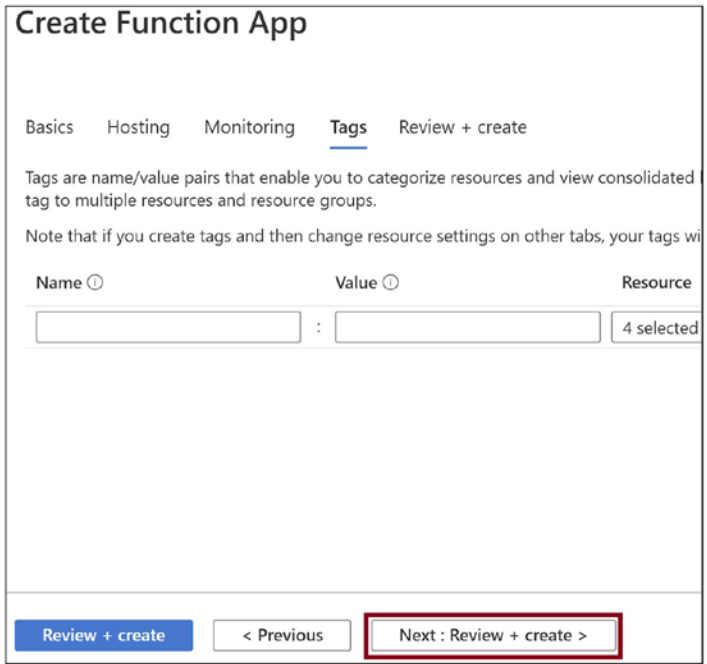 Create Function App
Basics Hosting Monitoring Tags Review + create
Tags are name/value pairs that enable you to categorize resources and view consolidated
tag to multiple resources and resource groups.
Note that if you create tags and then change resource settings on other tabs, your tags wi
Name Value Resource
: 4 selected
Review + create < Previous Next : Review + create >